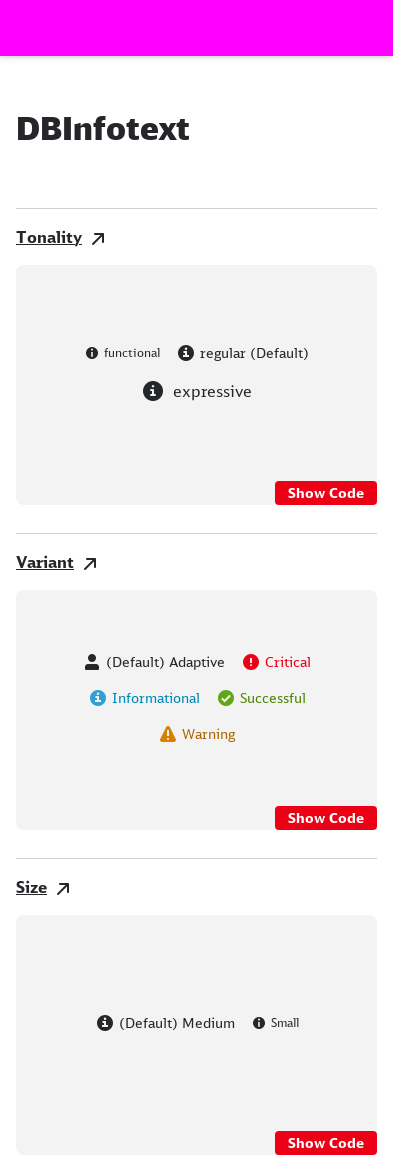 DBInfotext
Tonality
functional regular (Default)
expressive
Show Code
Variant
(Default) Adaptive Critical
Informational Successful
Warning
Show Code
Size
(Default) Medium Small
Show Code